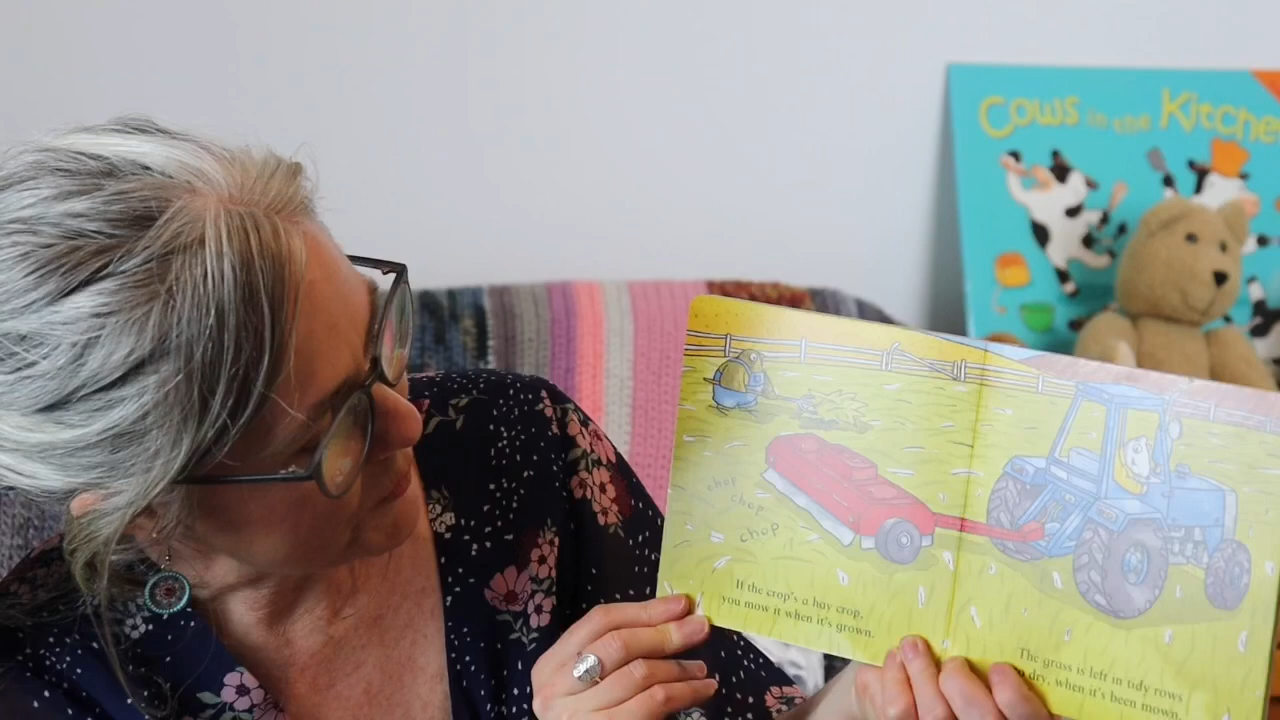 Cows in the Kitche
chop
chop
chop
If the crop's a hay crop,
you mow it when it's grown.
The grass is left in tidy rows
dry, when it's been mown.